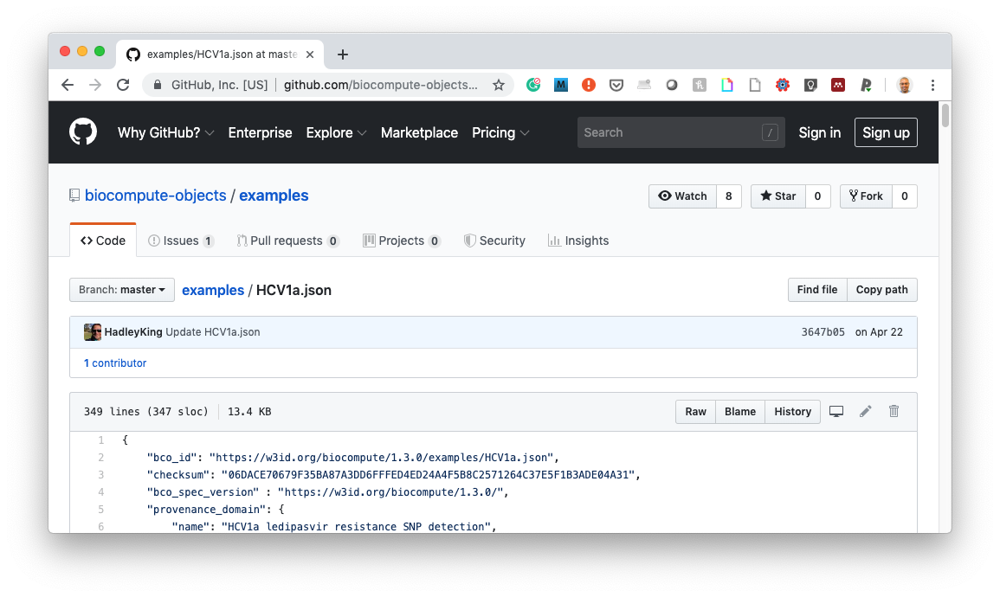 examples/HCV1a.json at maste
GitHub, Inc. [US] github.com/biocompute-objects...
Why GitHub? Enterprise Explore Marketplace Pricing Search / Sign in Sign up
biocompute-objects / examples Watch 8 Star 0 Fork 0
Code Issues 1 Pull requests 0 Projects 0 Security Insights
Branch: master examples / HCV1a.json Find file Copy path
HadleyKing Update HCV1a.json 3647b05 on Apr 22
1 contributor
349 lines (347 sloc) 13.4 KB Raw Blame History
1 {
2 "bco_id": "https://w3id.org/biocompute/1.3.0/examples/HCV1a.json",
3 "checksum": "06DACE70679F35BA87A3DD6FFFED4ED24A4F5B8C2571264C37E5F1B3ADE04A31",
4 "bco_spec_version" : "https://w3id.org/biocompute/1.3.0/",
5 "provenance_domain": {
6 "name": "HCV1a ledipasvir resistance SNP detection",